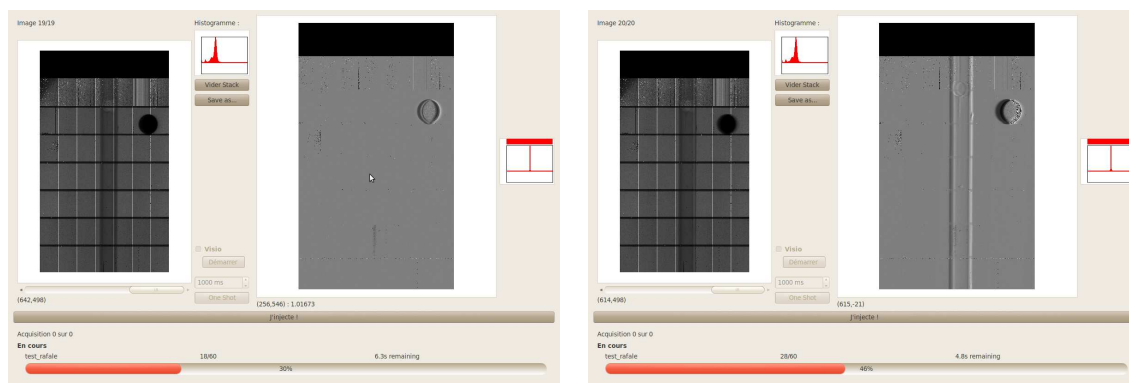 Image 19/19
Histogramme :
Vider Stack
Save as...
Visio
Démarrer
1000 ms
One Shot
(642,498)
(256,546) : 1.01673
J'injecte !
Acquisition 0 sur 0
En cours
test_rafale 18/60 6.3s remaining
30%
Image 20/20
Histogramme :
Vider Stack
Save as...
Visio
Démarrer
1000 ms
One Shot
(614,498)
(615,-21)
J'injecte !
Acquisition 0 sur 0
En cours
test_rafale 28/60 4.8s remaining
46%